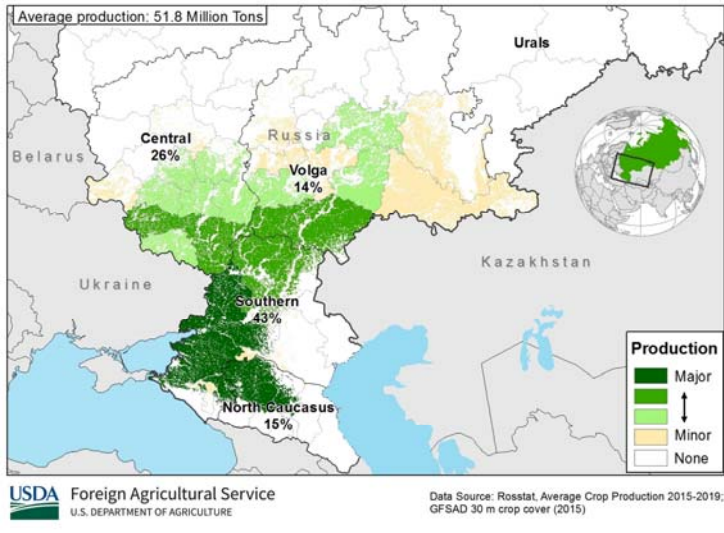 Average production: 51.8 Million Tons
Urals
Central
26%
Russia
Belarus
Volga
14%
Kazakhstan
Ukraine
Southern
43%
North Caucasus
15%
Production
Major
Minor
None
USDA
Foreign Agricultural Service
U.S. DEPARTMENT OF AGRICULTURE
Data Source: Rosstat, Average Crop Production 2015-2019;
GFSAD 30 m crop cover (2015)